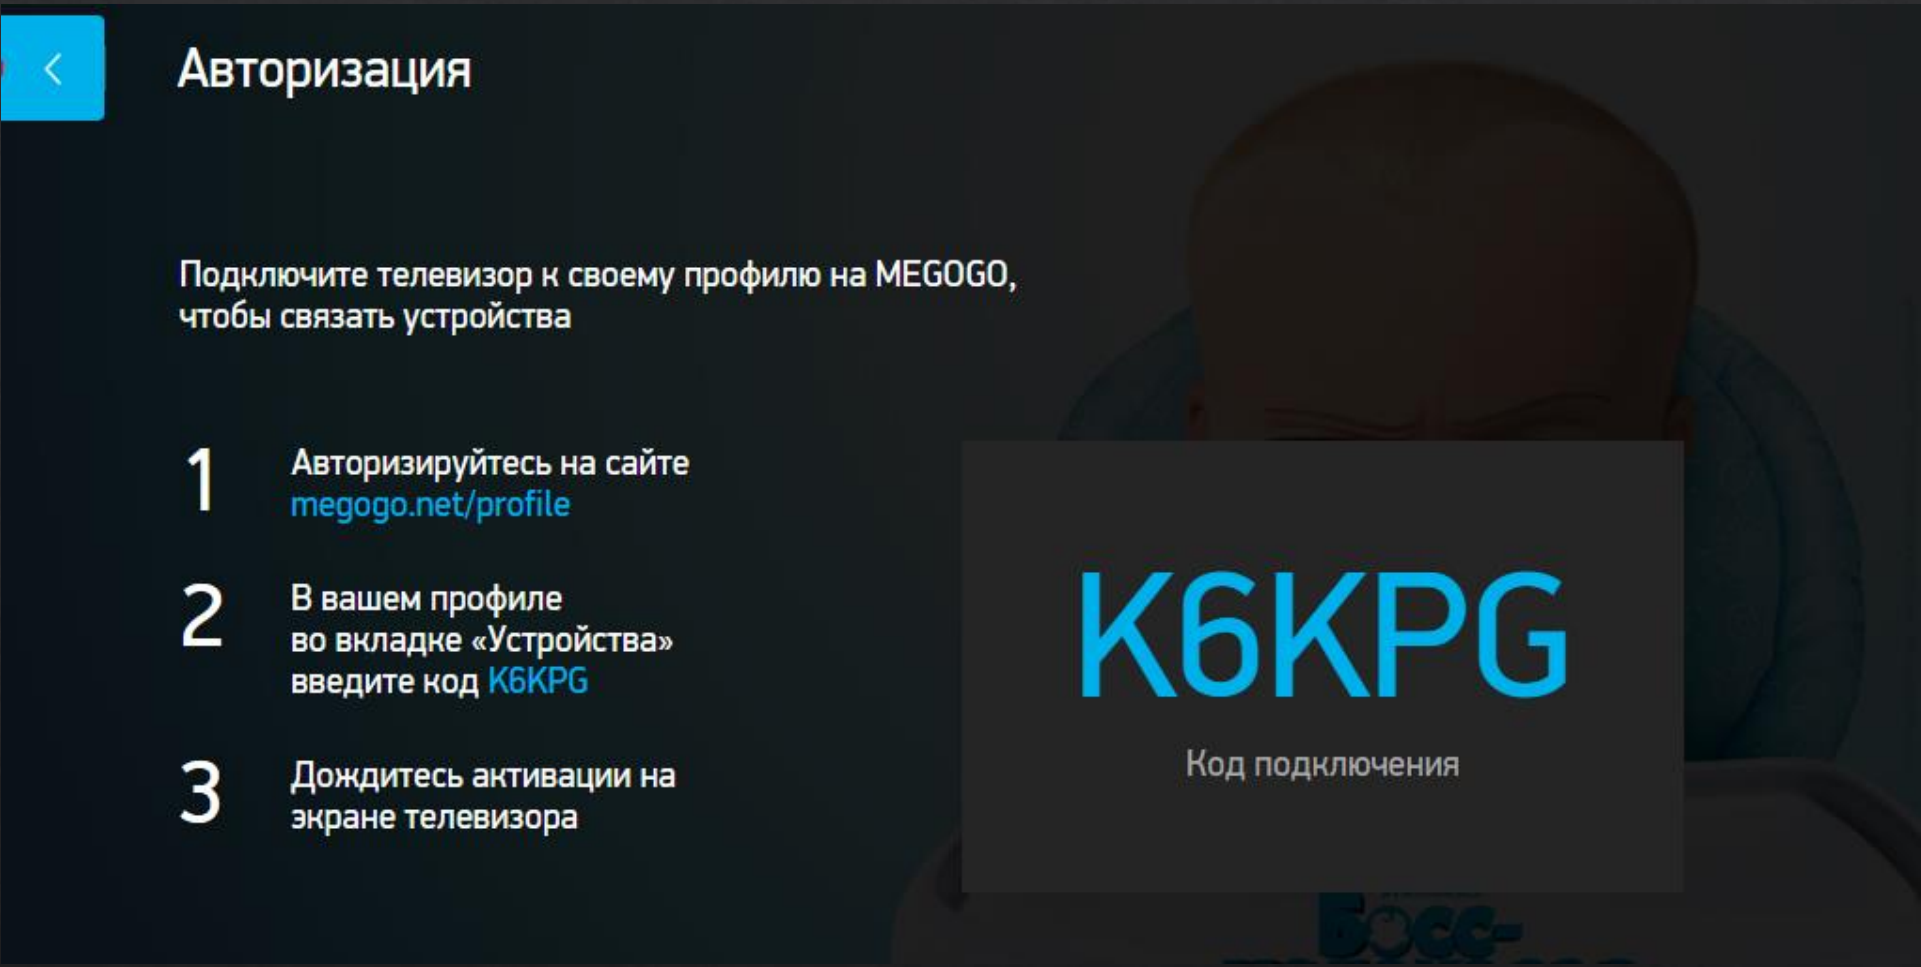 Авторизация
Подключите телевизор к своему профилю на MEGOGO,
чтобы связать устройства
1
Авторизируйтесь на сайте
megogo.net/profile
2
В вашем профиле
во вкладке «Устройства»
введите код K6KPG
3
Дождитесь активации на
экране телевизора
K6KPG
Код подключения
Босс-